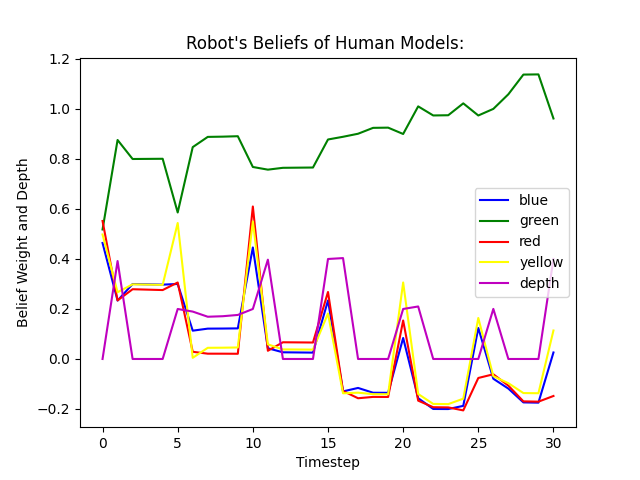 Robot's Beliefs of Human Models:
Belief Weight and Depth
1.2
1.0
0.8
0.6
0.4
0.2
0.0
−0.2
blue
green
red
yellow
depth
0 5 10 15 20 25 30
Timestep